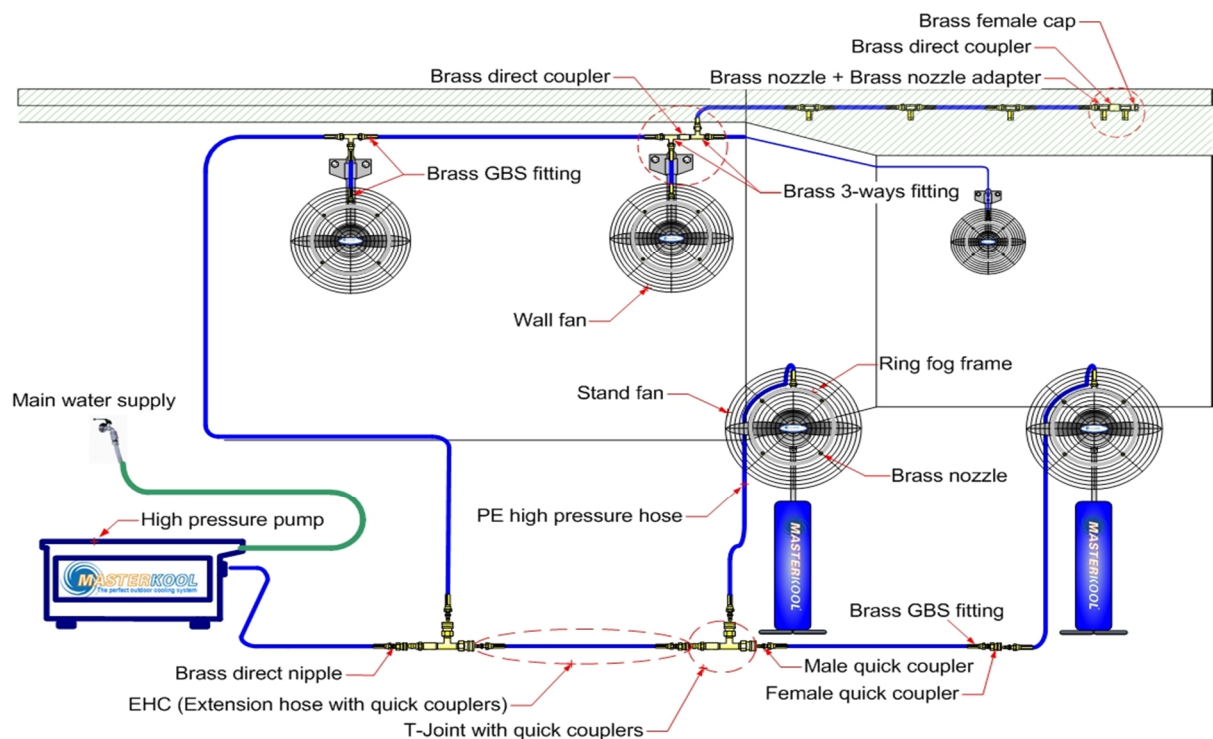 Brass female cap
Brass direct coupler
Brass direct coupler
Brass nozzle + Brass nozzle adapter
Brass GBS fitting
Brass 3-ways fitting
Wall fan
Ring fog frame
Stand fan
Main water supply
Brass nozzle
PE high pressure hose
High pressure pump
MASTERKOOL
The perfect outdoor cooling system
MASTERKOOL
MASTERKOOL
Brass GBS fitting
Brass direct nipple
Male quick coupler
Female quick coupler
EHC (Extension hose with quick couplers)
T-Joint with quick couplers